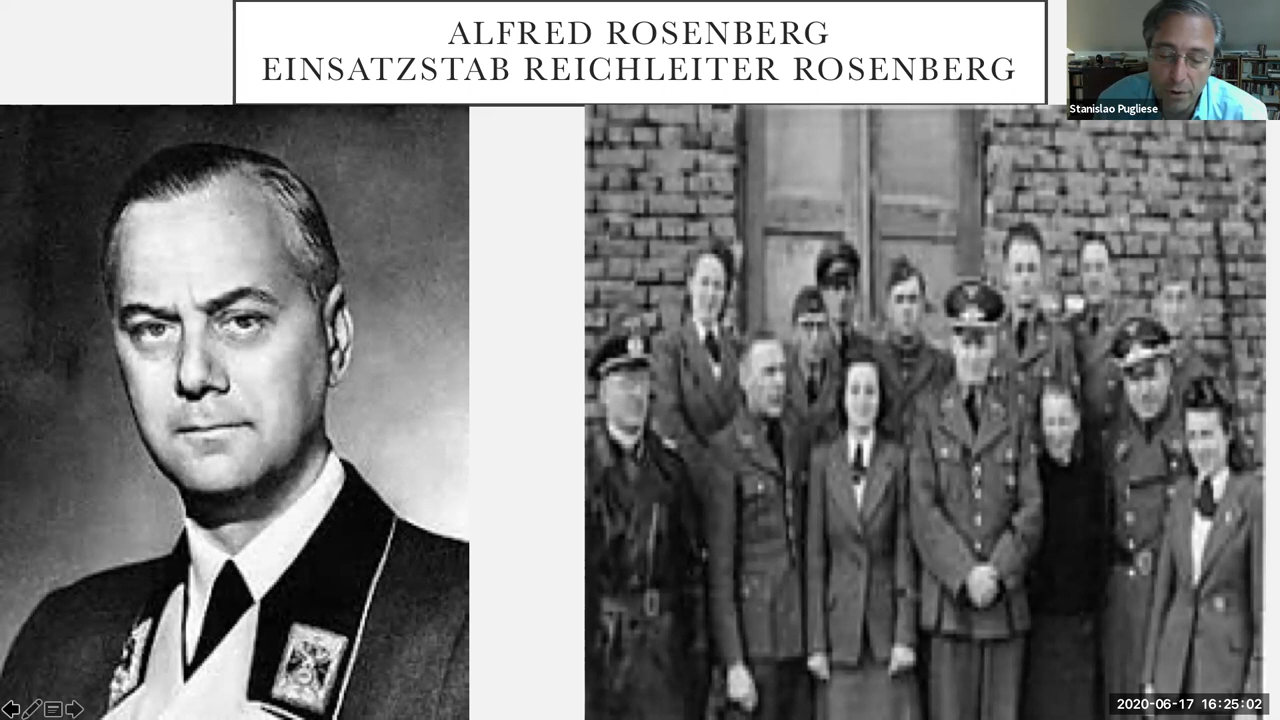 ALFRED ROSENBERG
EINSATZSTAB REICHLEITER ROSENBERG
Stanislao Pugliese
2020-06-17 16:25:02